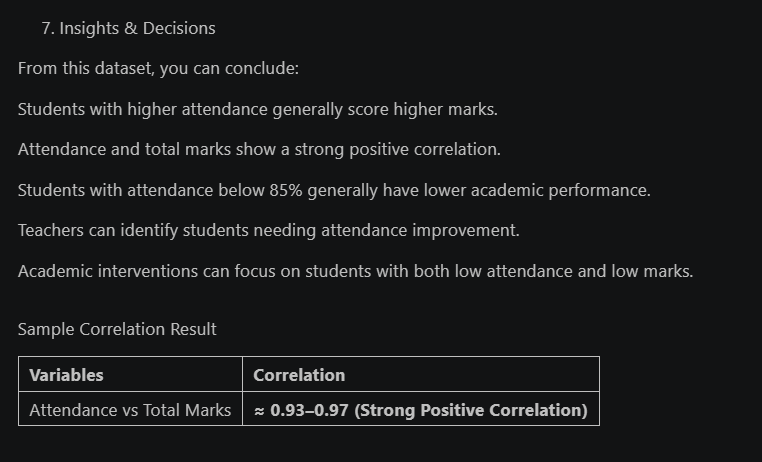 7. Insights & Decisions
From this dataset, you can conclude:
Students with higher attendance generally score higher marks.
Attendance and total marks show a strong positive correlation.
Students with attendance below 85% generally have lower academic performance.
Teachers can identify students needing attendance improvement.
Academic interventions can focus on students with both low attendance and low marks.
Sample Correlation Result
Variables Correlation
Attendance vs Total Marks ≈ 0.93–0.97 (Strong Positive Correlation)